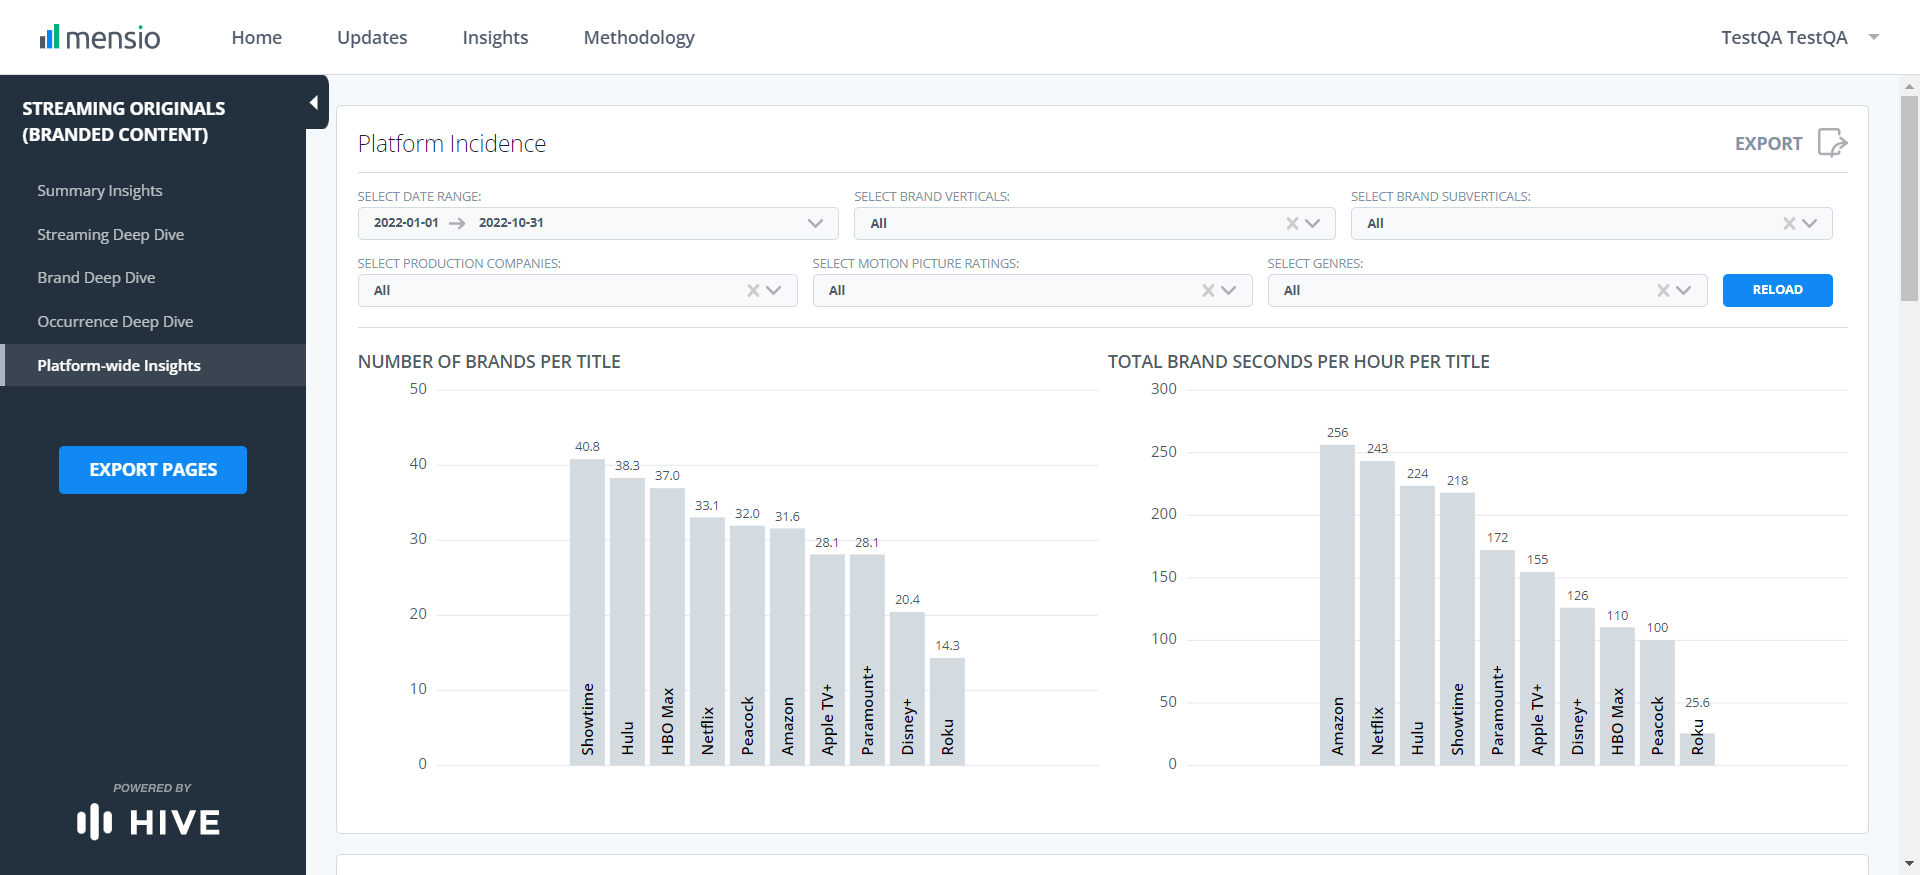 mensio
Home
Updates
Insights
Methodology
TestQA TestQA
STREAMING ORIGINALS
(BRANDED CONTENT)
Summary Insights
Streaming Deep Dive
Brand Deep Dive
Occurrence Deep Dive
Platform-wide Insights
EXPORT PAGES
POWERED BY
HIVE
Platform Incidence
EXPORT
SELECT DATE RANGE:
2022-01-01
2022-10-31
SELECT BRAND VERTICALS:
All
SELECT BRAND SUBVERTICALS:
All
SELECT PRODUCTION COMPANIES:
All
SELECT MOTION PICTURE RATINGS:
All
SELECT GENRES:
All
RELOAD
NUMBER OF BRANDS PER TITLE
50
40
30
20
10
0
40.8
38.3
37.0
33.1
32.0
31.6
28.1
28.1
20.4
14.3
Showtime
Hulu
HBO Max
Netflix
Peacock
Amazon
Apple TV+
Paramount+
Disney+
Roku
TOTAL BRAND SECONDS PER HOUR PER TITLE
300
250
200
150
100
50
0
256
243
224
218
172
155
126
110
100
25.6
Amazon
Netflix
Hulu
Showtime
Paramount+
Apple TV+
Disney+
HBO Max
Peacock
Roku